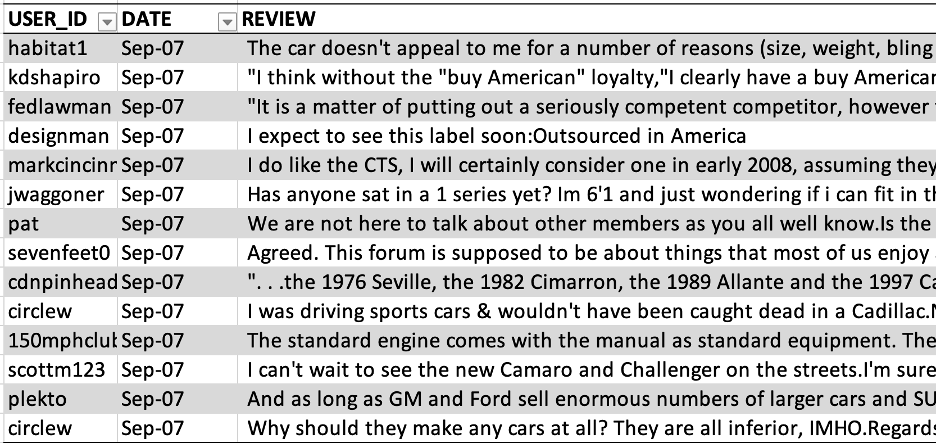 USER_ID DATE REVIEW
habitat1 Sep-07 The car doesn't appeal to me for a number of reasons (size, weight, bling
kdshapiro Sep-07 "I think without the "buy American" loyalty,"I clearly have a buy American
fedlawman Sep-07 "It is a matter of putting out a seriously competent competitor, however
designman Sep-07 I expect to see this label soon:Outsourced in America
markcincinr Sep-07 I do like the CTS, I will certainly consider one in early 2008, assuming they
jwaggoner Sep-07 Has anyone sat in a 1 series yet? Im 6'1 and just wondering if i can fit in th
pat Sep-07 We are not here to talk about other members as you all well know.Is the
sevenfeet0 Sep-07 Agreed. This forum is supposed to be about things that most of us enjoy
cdnpinhead Sep-07 ". . .the 1976 Seville, the 1982 Cimarron, the 1989 Allante and the 1997 Ca
circlew Sep-07 I was driving sports cars & wouldn't have been caught dead in a Cadillac.N
150mphclub Sep-07 The standard engine comes with the manual as standard equipment. The
scottm123 Sep-07 I can't wait to see the new Camaro and Challenger on the streets.I'm sure
plekto Sep-07 And as long as GM and Ford sell enormous numbers of larger cars and SU
circlew Sep-07 Why should they make any cars at all? They are all inferior, IMHO.Regards